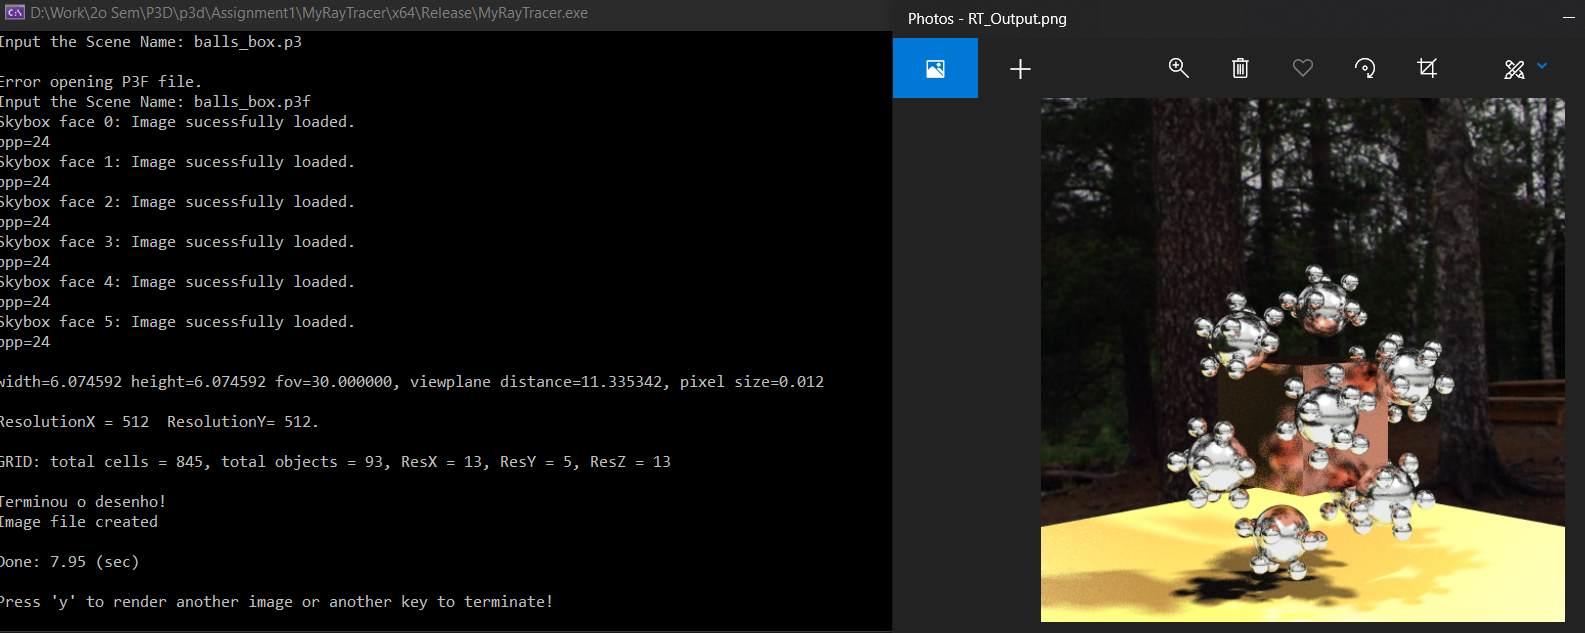 D:\Work\2o Sem\P3D\p3d\Assignment1\MyRayTracer\x64\Release\MyRayTracer.exe
Input the Scene Name: balls_box.p3
Error opening P3F file.
Input the Scene Name: balls_box.p3f
Skybox face 0: Image sucessfully loaded.
bpp=24
Skybox face 1: Image sucessfully loaded.
bpp=24
Skybox face 2: Image sucessfully loaded.
bpp=24
Skybox face 3: Image sucessfully loaded.
bpp=24
Skybox face 4: Image sucessfully loaded.
bpp=24
Skybox face 5: Image sucessfully loaded.
bpp=24
width=6.074592 height=6.074592 fov=30.000000, viewplane distance=11.335342, pixel size=0.012
ResolutionX = 512  ResolutionY= 512.
GRID: total cells = 845, total objects = 93, ResX = 13, ResY = 5, ResZ = 13
Terminou o desenho!
Image file created
Done: 7.95 (sec)
Press 'y' to render another image or another key to terminate!
Photos - RT_Output.png